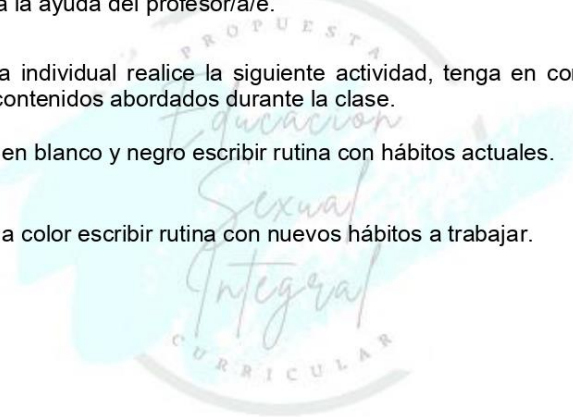 a la ayuda del profesor/a/e.
a individual realice la siguiente actividad, tenga en
contenidos abordados durante la clase.
en blanco y negro escribir rutina con hábitos actuales.
a color escribir rutina con nuevos hábitos a trabajar.
PROPUESTA
Educación
Sexual
Integral
CURRICULAR